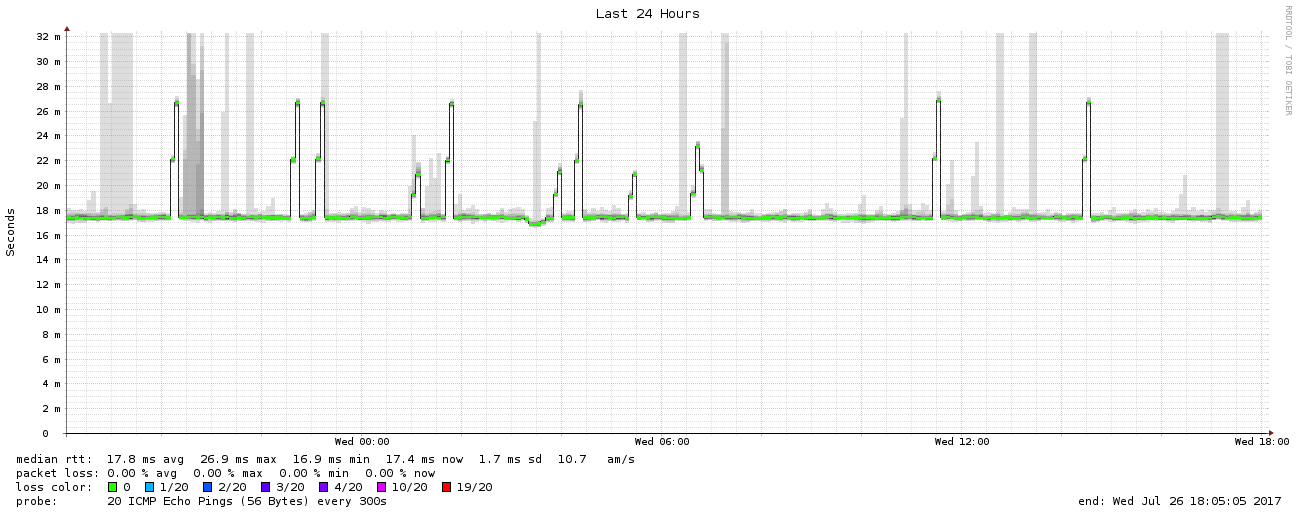 Last 24 Hours
RRDTOOL / TOBI OETIKER
Seconds
32 m
30 m
28 m
26 m
24 m
22 m
20 m
18 m
16 m
14 m
12 m
10 m
8 m
6 m
4 m
2 m
0
Wed 00:00 Wed 06:00 Wed 12:00 Wed 18:00
median rtt: 17.8 ms avg 26.9 ms max 16.9 ms min 17.4 ms now 1.7 ms sd 10.7 am/s
packet loss: 0.00 % avg 0.00 % max 0.00 % min 0.00 % now
loss color: 0 1/20 2/20 3/20 4/20 10/20 19/20
probe: 20 ICMP Echo Pings (56 Bytes) every 300s end: Wed Jul 26 18:05:05 2017